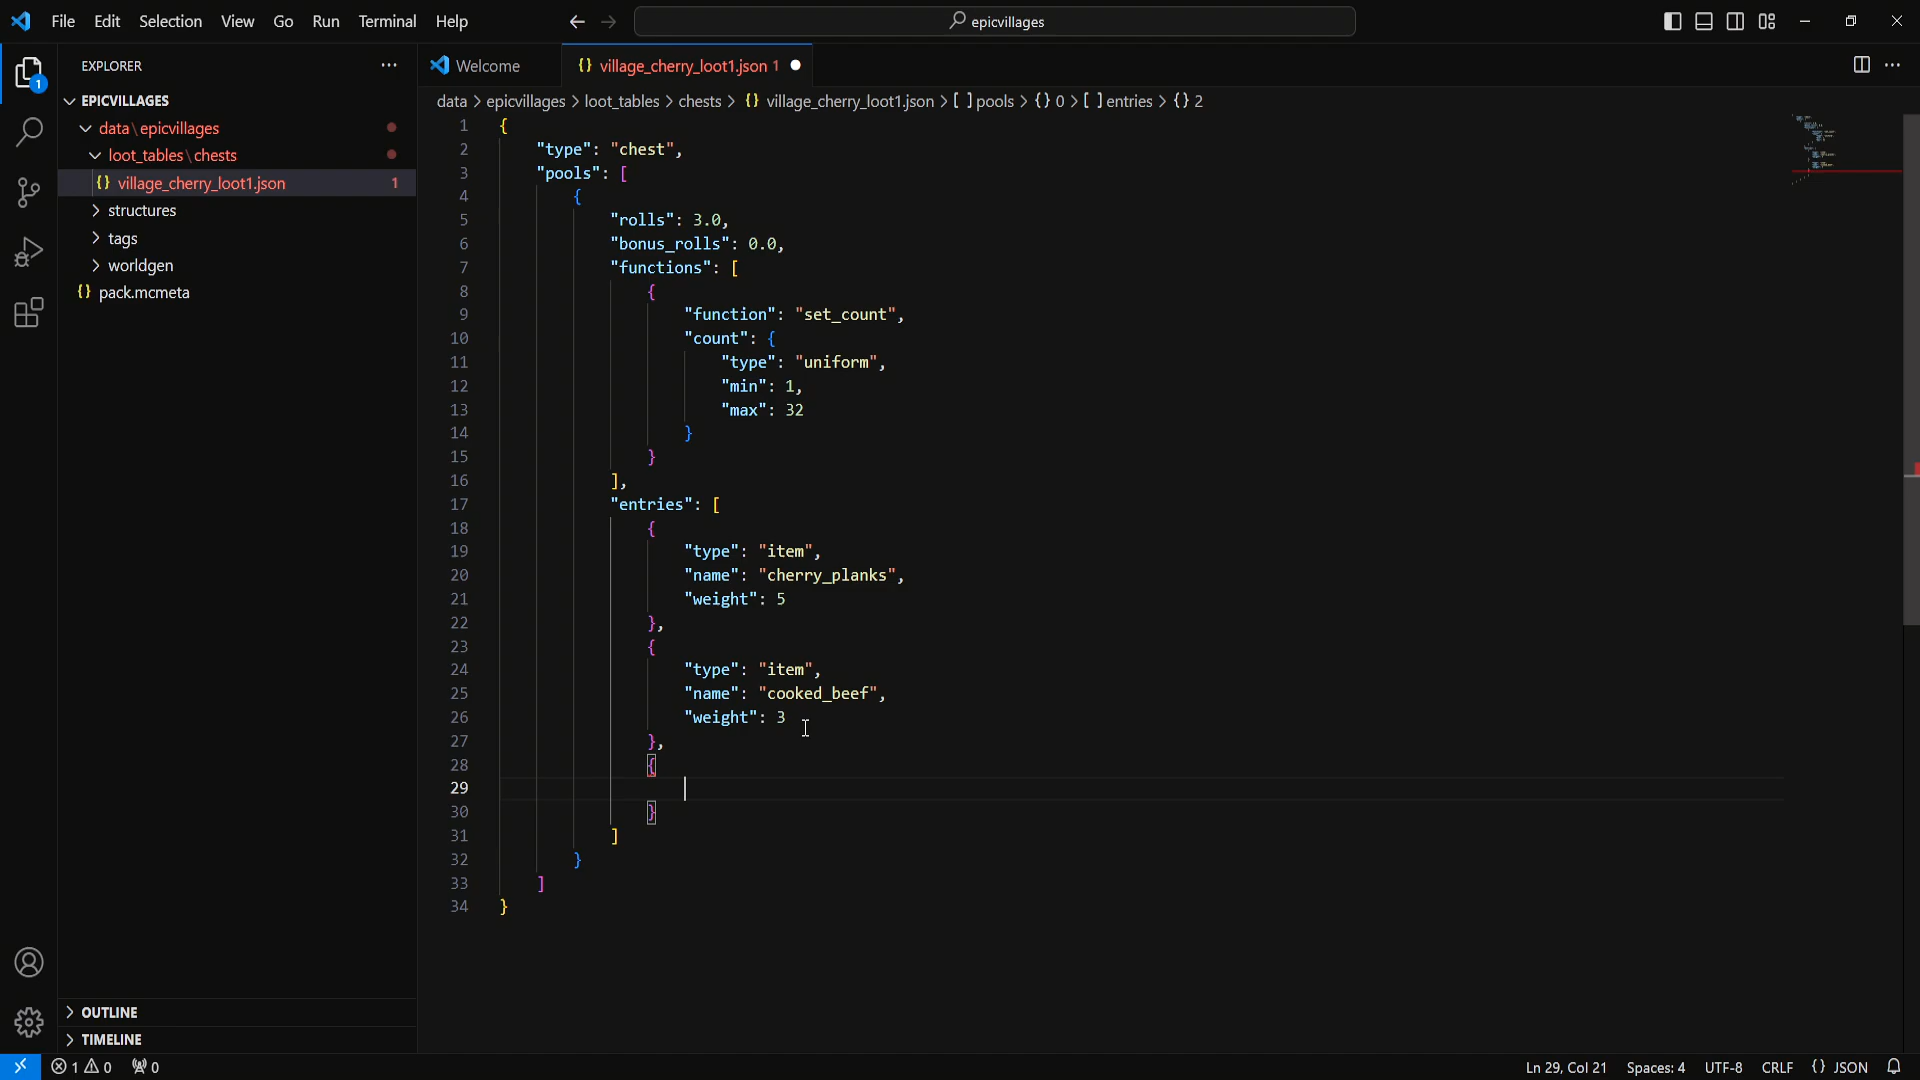 File Edit Selection View Go Run Terminal Help
epicvillages
EXPLORER
Welcome
{} village_cherry_loot1.json 1
EPICVILLAGES
data > epicvillages > loot_tables > chests > {} village_cherry_loot1.json > [ ] pools > {} 0 > [ ] entries > {} 2
data \ epicvillages
loot_tables \ chests
{} village_cherry_loot1.json 1
structures
tags
worldgen
{} pack.mcmeta
1
1 {
2 "type": "chest",
3 "pools": [
4 {
5 "rolls": 3.0,
6 "bonus_rolls": 0.0,
7 "functions": [
8 {
9 "function": "set_count",
10 "count": {
11 "type": "uniform",
12 "min": 1,
13 "max": 32
14 }
15 }
16 ],
17 "entries": [
18 {
19 "type": "item",
20 "name": "cherry_planks",
21 "weight": 5
22 },
23 {
24 "type": "item",
25 "name": "cooked_beef",
26 "weight": 3
27 },
28 {
29
30 }
31 ]
32 }
33 ]
34 }
OUTLINE
TIMELINE
1 0 0
Ln 29, Col 21 Spaces: 4 UTF-8 CRLF {} JSON